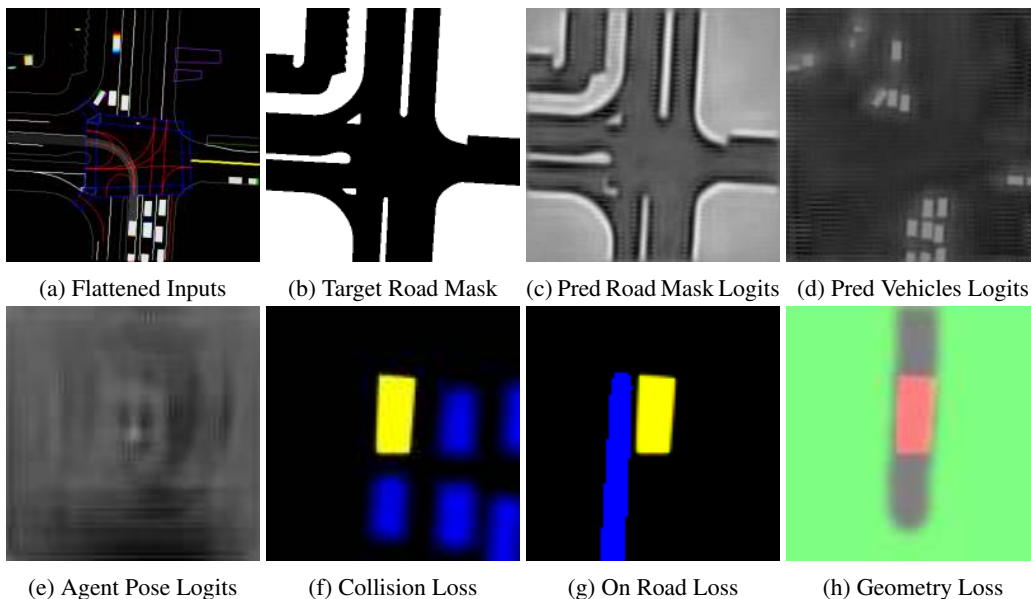 (a) Flattened Inputs
(b) Target Road Mask
(c) Pred Road Mask Logits
(d) Pred Vehicles Logits
(e) Agent Pose Logits
(f) Collision Loss
(g) On Road Loss
(h) Geometry Loss